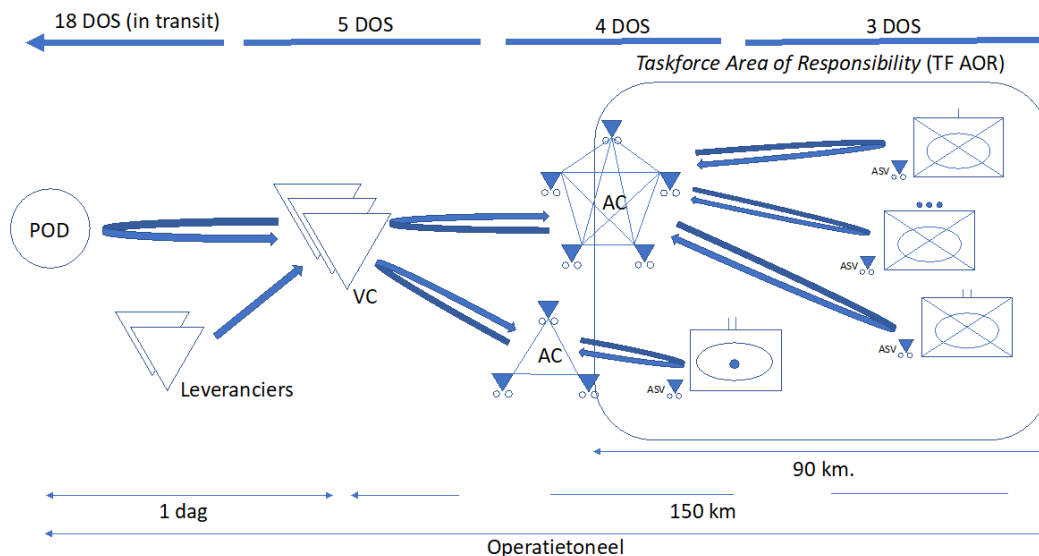 18 DOS (in transit)
5 DOS
4 DOS
3 DOS
Taskforce Area of Responsibility (TF AOR)
ASV
AC
POD
ASV
VC
ASV
AC
ASV
Leveranciers
90 km.
1 dag
150 km
Operatietoneel